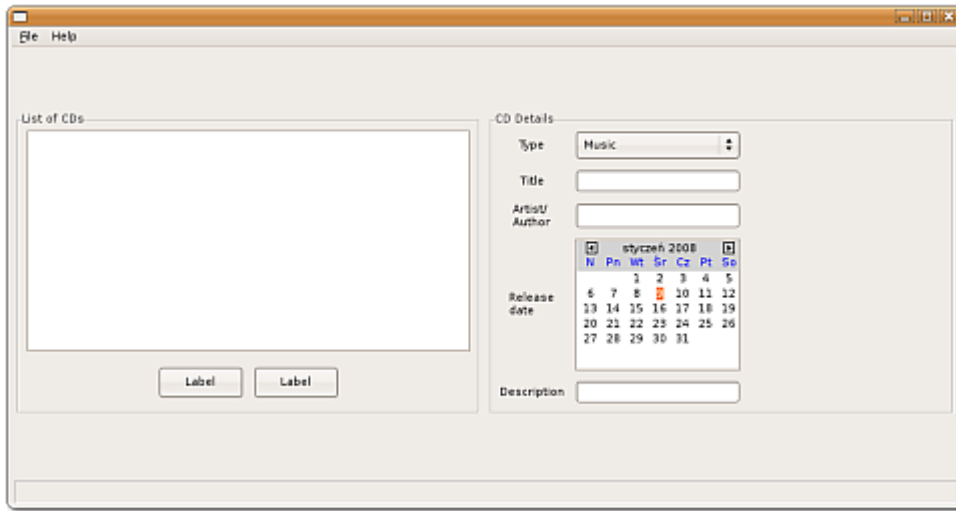 File Help
List of CDs
Label Label
CD Details
Type Music
Title
Artist/
Author
styczeń 2008
N Pn Wt Śr Cz Pt So
1 2 3 4 5
6 7 8 9 10 11 12
13 14 15 16 17 18 19
20 21 22 23 24 25 26
27 28 29 30 31
Release
date
Description